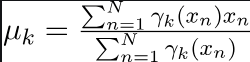 μ_k = \frac{\sum_{n=1}^{N} γ_k(x_n)x_n}{\sum_{n=1}^{N} γ_k(x_n)}